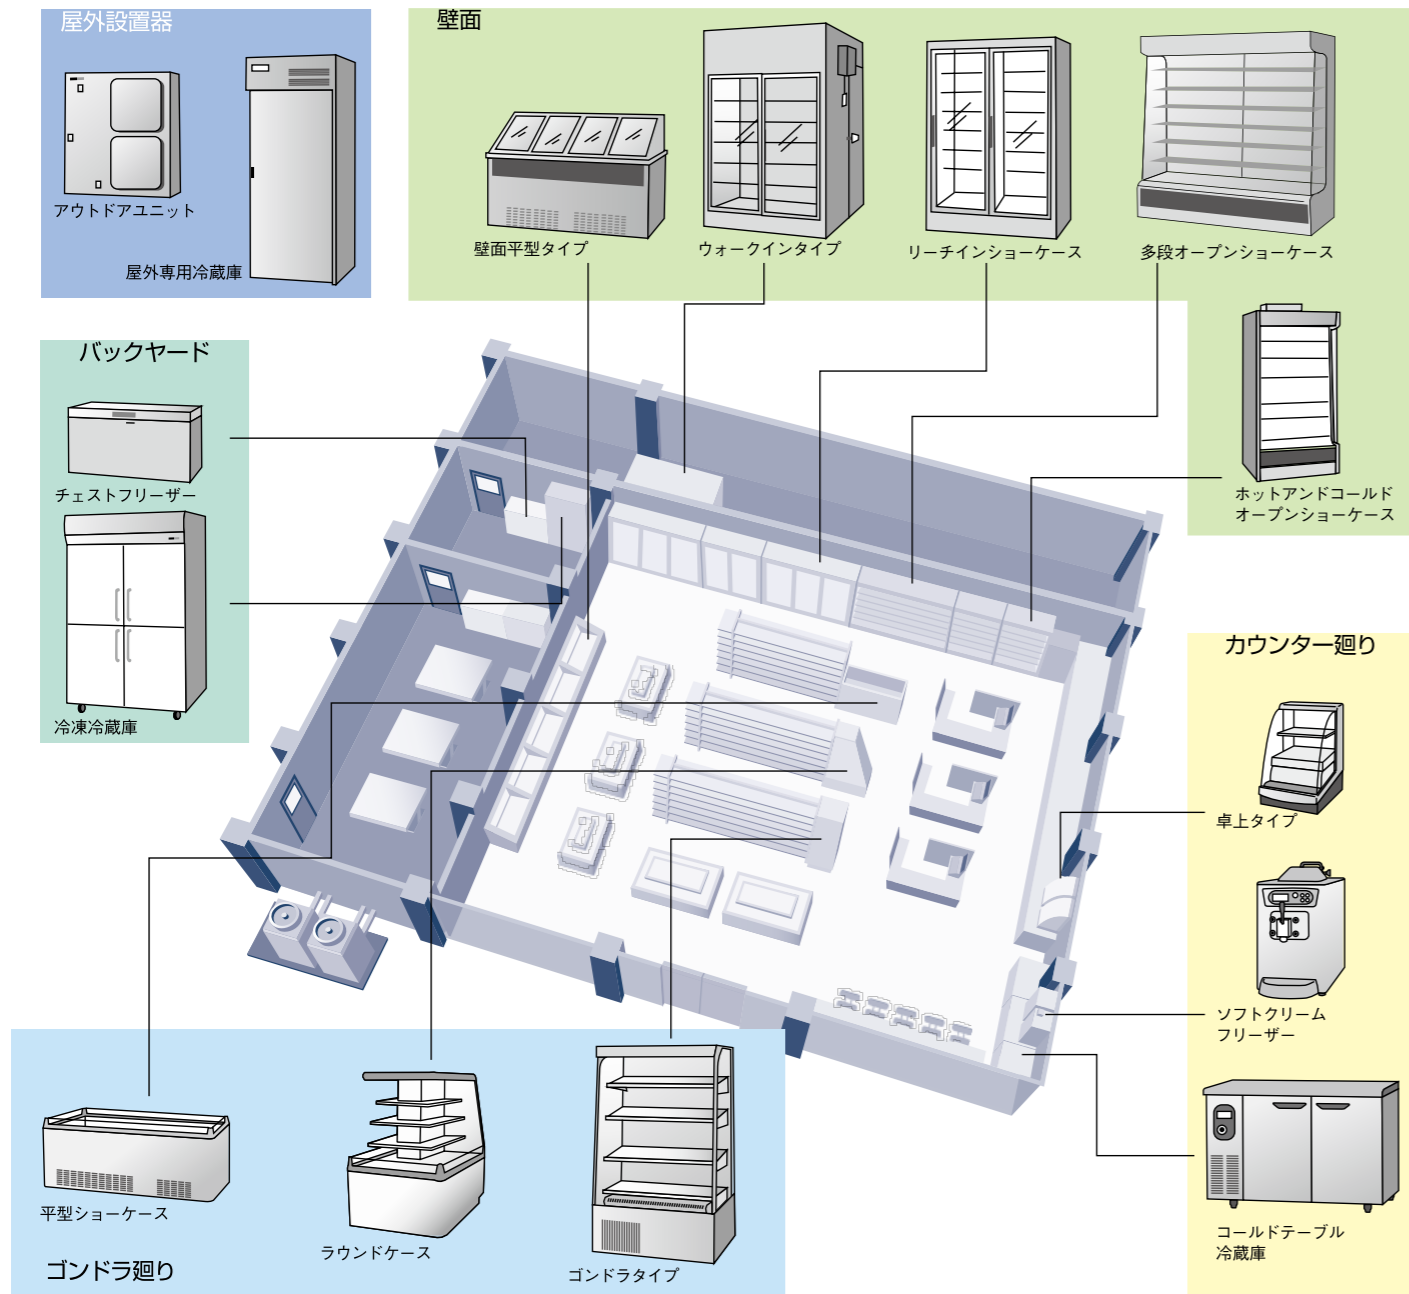 屋外設置器
アウトドアユニット
屋外専用冷蔵庫
壁面
壁面平型タイプ
ウォークインタイプ
リーチインショーケース
多段オープンショーケース
ホットアンドコールド
オープンショーケース
バックヤード
チェストフリーザー
冷凍冷蔵庫
カウンター廻り
卓上タイプ
ソフトクリーム
フリーザー
コールドテーブル
冷蔵庫
平型ショーケース
ラウンドケース
ゴンドラタイプ
ゴンドラ廻り